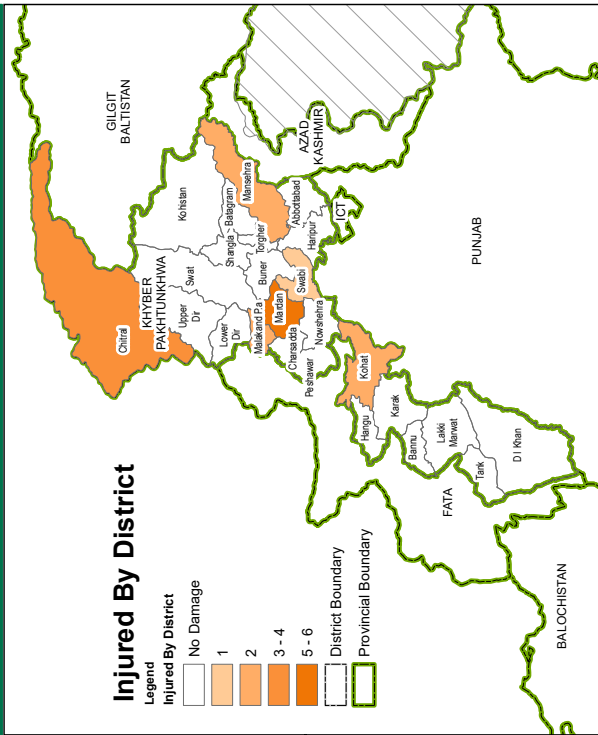 Injured By District
Legend
Injured By District
No Damage
1
2
3 - 4
5 - 6
District Boundary
Provincial Boundary
GILGIT
BALTISTAN
Chitral
KHYBER
PAKHTUNKHWA
Kohistan
Swat
Upper
Dir
Lower
Dir
Shangla
Batagram
Mansehra
Torgher
Buner
Malakand P.a
Mardan
Swabi
Charsadda
Peshawar
Nowshehra
Haripur
Abbottabad
AZAD
KASHMIR
ICT
Kohat
Hangu
Karak
Bannu
Lakki
Marwat
Tank
D I Khan
FATA
PUNJAB
BALOCHISTAN